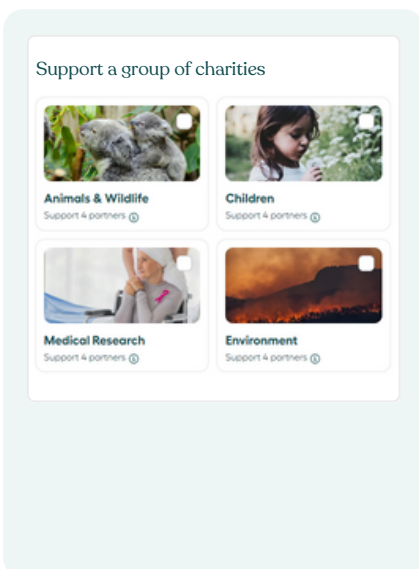 Support a group of charities
Animals & Wildlife
Support 4 partners
Children
Support 4 partners
Medical Research
Support 4 partners
Environment
Support 4 partners